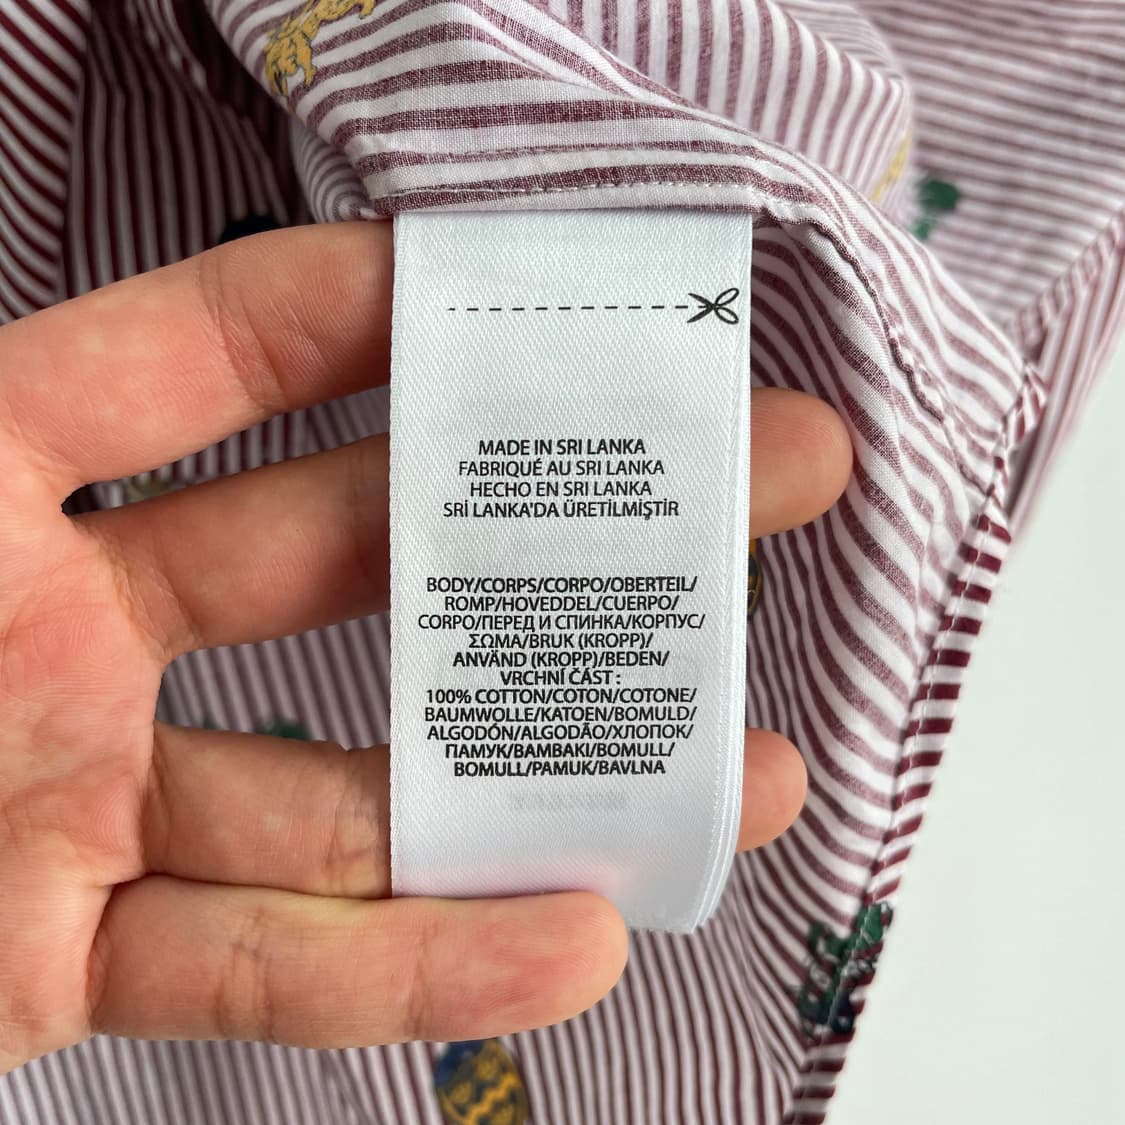 MADE IN SRI LANKA
FABRIQUÉ AU SRI LANKA
HECHO EN SRI LANKA
SRİ LANKA'DA ÜRETİLMİŞTİR
BODY/CORPS/CORPO/OBERTEIL/
ROMP/HOVEDDEL/CUERPO/
CORPO/ПЕРЕД И СПИНКА/КОРПУС/
ΣΩΜΑ/BRUK (KROPP)/
ANVÄND (KROPP)/BEDEN/
VRCHNÍ ČÁST :
100% COTTON/COTON/COTONE/
BAUMWOLLE/KATOEN/BOMULD/
ALGODÓN/ALGODÃO/ХЛОПОК/
ПАМУК/ΒΑΜΒΑΚΙ/BOMULL/
BOMULL/PAMUK/BAVLNA